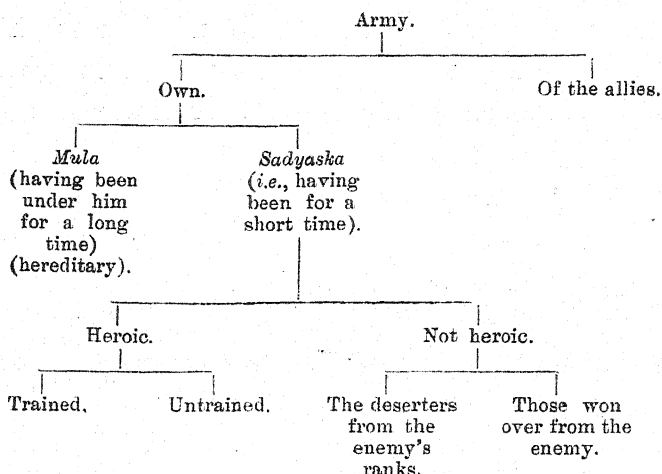 Army.
Own.
Of the allies.
Mula
(having been
under him
for a long
time)
(hereditary).
Sadyaska
(i.e., having
been for a
short time).
Heroic.
Not heroic.
Trained.
Untrained.
The deserters
from the
enemy's
ranks.
Those won
over from the
enemy.